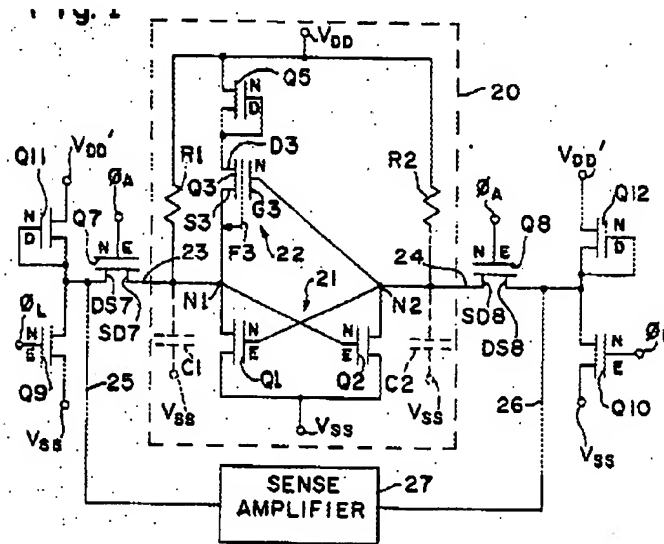 Fig. 1
VDD
Q5
N
D
20
VDD'
Q11
N
D
R1
D3
Q3
N
G3
S3
F3
22
R2
VDD'
Q12
N
D
ØA
Q7
N E
23
DS7
SD7
ØA
Q8
N E
24
SD8
DS8
N1
21
N2
ØL
N
E
Q9
VSS
25
C1
VSS
N
E
Q1
N
E
Q2
C2
VSS
VSS
26
N
E
Q10
VSS
SENSE
AMPLIFIER
27